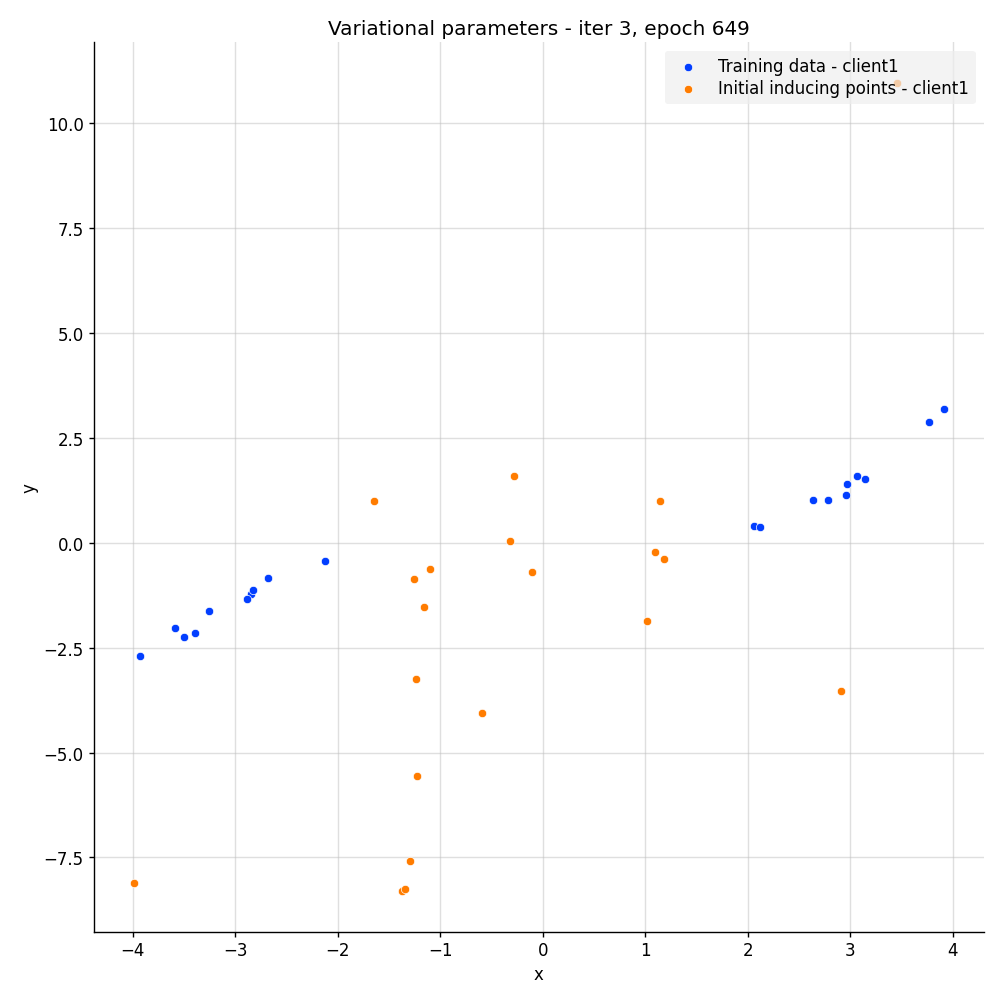 Variational parameters - iter 3, epoch 649
Training data - client1
Initial inducing points - client1
10.0
7.5
5.0
2.5
0.0
−2.5
−5.0
−7.5
y
−4 −3 −2 −1 0 1 2 3 4
x